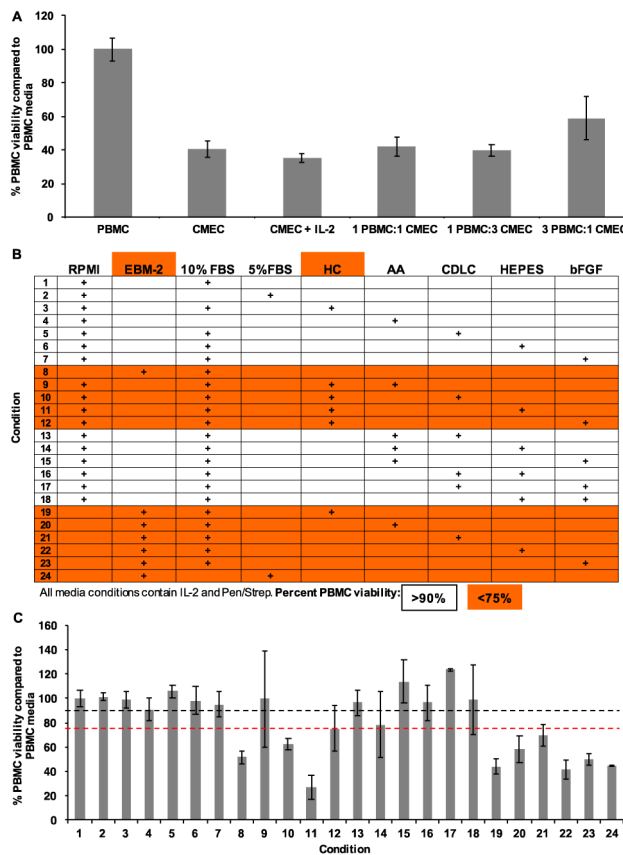 A
% PBMC viability compared to
PBMC media
120
100
80
60
40
20
0
PBMC CMEC CMEC + IL-2 1 PBMC:1 CMEC 1 PBMC:3 CMEC 3 PBMC:1 CMEC
B
RPMI EBM-2 10% FBS 5%FBS HC AA CDLC HEPES bFGF
Condition
1 + +
2 + +
3 + + +
4 + +
5 + + +
6 + + +
7 + + +
8 + +
9 + + + +
10 + + + +
11 + + + +
12 + + + +
13 + + + +
14 + + + +
15 + + + +
16 + + + +
17 + + + +
18 + + + +
19 + + +
20 + + +
21 + + +
22 + + +
23 + + +
24 + +
All media conditions contain IL-2 and Pen/Strep. Percent PBMC viability: >90% <75%
C
% PBMC viability compared to
PBMC media
160
140
120
100
80
60
40
20
0
1 2 3 4 5 6 7 8 9 10 11 12 13 14 15 16 17 18 19 20 21 22 23 24
Condition